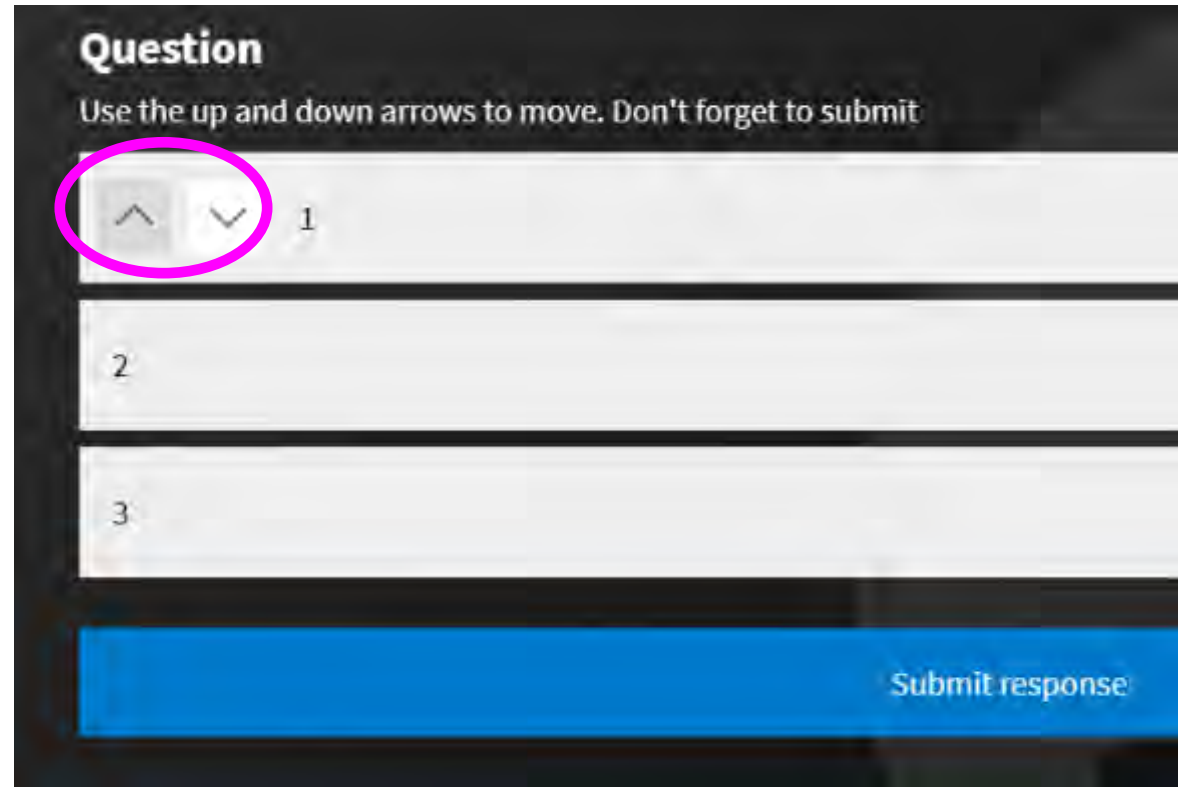 Question
Use the up and down arrows to move. Don't forget to submit
1
2
3
Submit response